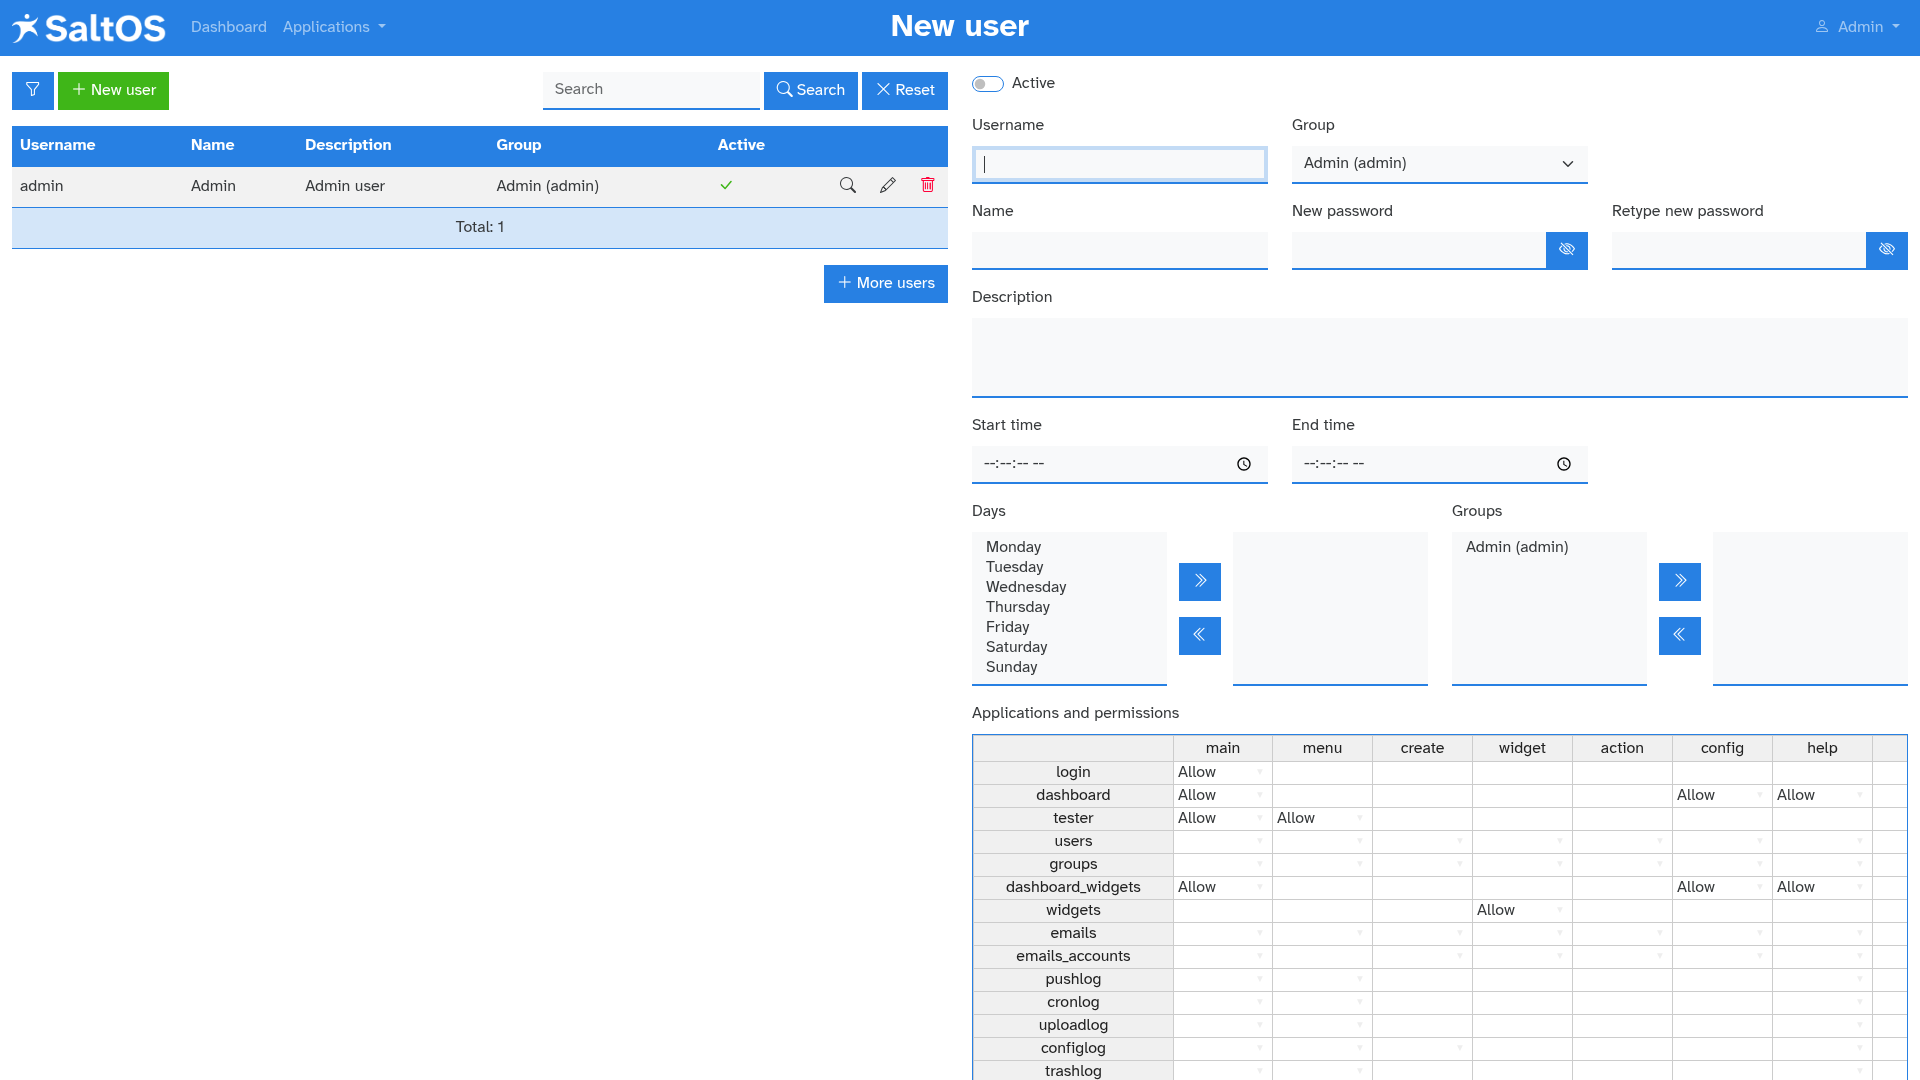 SaltOS Dashboard Applications New user Admin
New user Search Search Reset
Username Name Description Group Active
admin Admin Admin user Admin (admin)
Total: 1
More users
Active
Username Group
Admin (admin)
Name New password Retype new password
Description
Start time End time
--:--:-- -- --:--:-- --
Days Groups
Monday Admin (admin)
Tuesday
Wednesday
Thursday
Friday
Saturday
Sunday
Applications and permissions
main menu create widget action config help
login Allow
dashboard Allow Allow Allow
tester Allow Allow
users
groups
dashboard_widgets Allow Allow Allow
widgets Allow
emails
emails_accounts
pushlog
cronlog
uploadlog
configlog
trashlog